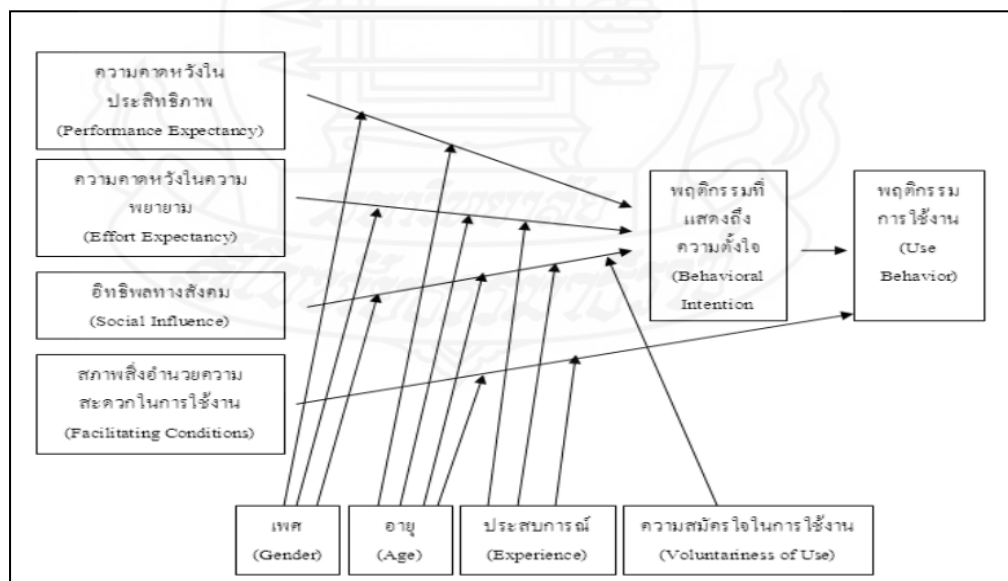 ความคาดหวังใน
ประสิทธิภาพ
(Performance Expectancy)
ความคาดหวังในความ
พยายาม
(Effort Expectancy)
อิทธิพลทางสังคม
(Social Influence)
สภาพสิ่งอำนวยความ
สะดวกในการใช้งาน
(Facilitating Conditions)
พฤติกรรมที่
แสดงถึง
ความตั้งใจ
(Behavioral
Intention
พฤติกรรม
การใช้งาน
(Use
Behavior)
เพศ
(Gender)
อายุ
(Age)
ประสบการณ์
(Experience)
ความสมัครใจในการใช้งาน
(Voluntariness of Use)